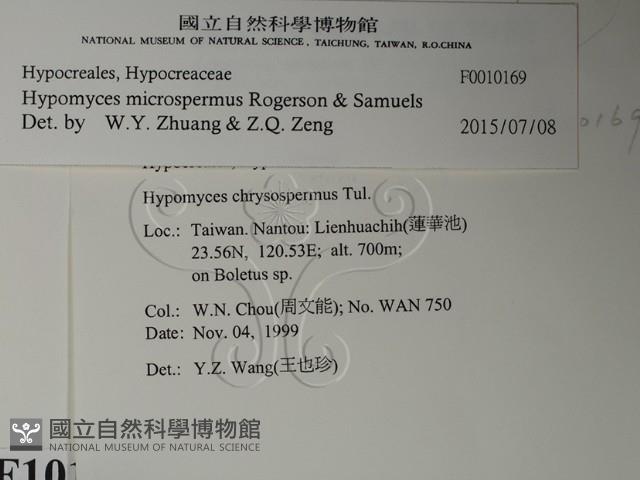 國立自然科學博物館
NATIONAL MUSEUM OF NATURAL SCIENCE, TAICHUNG, TAIWAN, R.O.CHINA
Hypocreales, Hypocreaceae F0010169
Hypomyces microspermus Rogerson & Samuels
Det. by W.Y. Zhuang & Z.Q. Zeng 2015/07/08
0169
Hypomyces chrysospermus Tul.
Loc.: Taiwan. Nantou: Lienhuachih(蓮華池)
23.56N, 120.53E; alt. 700m;
on Boletus sp.
Col.: W.N. Chou(周文能); No. WAN 750
Date: Nov. 04, 1999
Det.: Y.Z. Wang(王也珍)
國立自然科學博物館
NATIONAL MUSEUM OF NATURAL SCIENCE
F10